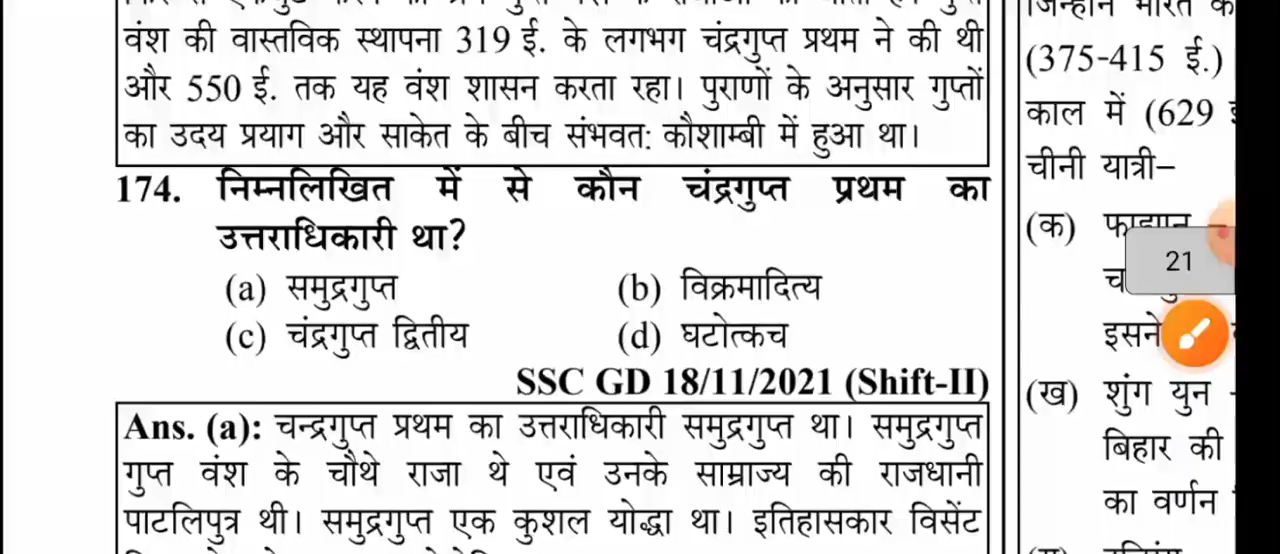 वंश की वास्तविक स्थापना 319 ई. के लगभग चंद्रगुप्त प्रथम ने की थी
और 550 ई. तक यह वंश शासन करता रहा। पुराणों के अनुसार गुप्तों
का उदय प्रयाग और साकेत के बीच संभवत: कौशाम्बी में हुआ था।
174. निम्नलिखित में से कौन चंद्रगुप्त प्रथम का
उत्तराधिकारी था?
(a) समुद्रगुप्त (b) विक्रमादित्य
(c) चंद्रगुप्त द्वितीय (d) घटोत्कच
SSC GD 18/11/2021 (Shift-II)
Ans. (a): चन्द्रगुप्त प्रथम का उत्तराधिकारी समुद्रगुप्त था। समुद्रगुप्त
गुप्त वंश के चौथे राजा थे एवं उनके साम्राज्य की राजधानी
पाटलिपुत्र थी। समुद्रगुप्त एक कुशल योद्धा था। इतिहासकार विसेंट
जिन्होंने भारत
(375-415 ई.)
काल में (629
चीनी यात्री–
(क)
21
इसने
(ख) शुंग युन
बिहार की
का वर्णन